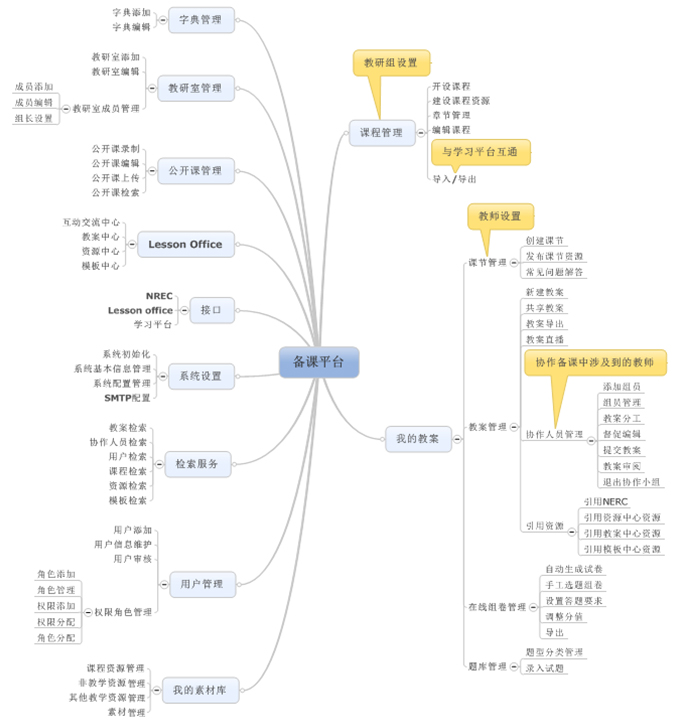 备课平台
字典管理
字典添加
字典编辑
教研室管理
教研室添加
教研室编辑
教研室成员管理
成员添加
成员编辑
组长设置
公开课管理
公开课录制
公开课编辑
公开课上传
公开课检索
Lesson Office
互动交流中心
教案中心
资源中心
模板中心
接口
NREC
Lesson office
学习平台
系统设置
系统初始化
系统基本信息管理
系统配置管理
SMTP配置
检索服务
教案检索
协作人员检索
用户检索
课程检索
资源检索
模板检索
用户管理
用户添加
用户信息维护
用户审核
权限角色管理
角色添加
角色管理
权限添加
权限分配
角色分配
我的素材库
课程资源管理
非教学资源管理
其他教学资源管理
素材管理
教研组设置
课程管理
开设课程
建设课程资源
章节管理
编辑课程
与学习平台互通
导入/导出
我的教案
教师设置
课节管理
创建课节
发布课节资源
常见问题解答
教案管理
新建教案
共享教案
教案导出
教案直播
协作备课中涉及到的教师
协作人员管理
添加组员
组员管理
教案分工
督促编辑
提交教案
教案审阅
退出协作小组
引用资源
引用NERC
引用资源中心资源
引用教案中心资源
引用模板中心资源
在线组卷管理
自动生成试卷
手工选题组卷
设置答题要求
调整分值
导出
题库管理
题型分类管理
录入试题